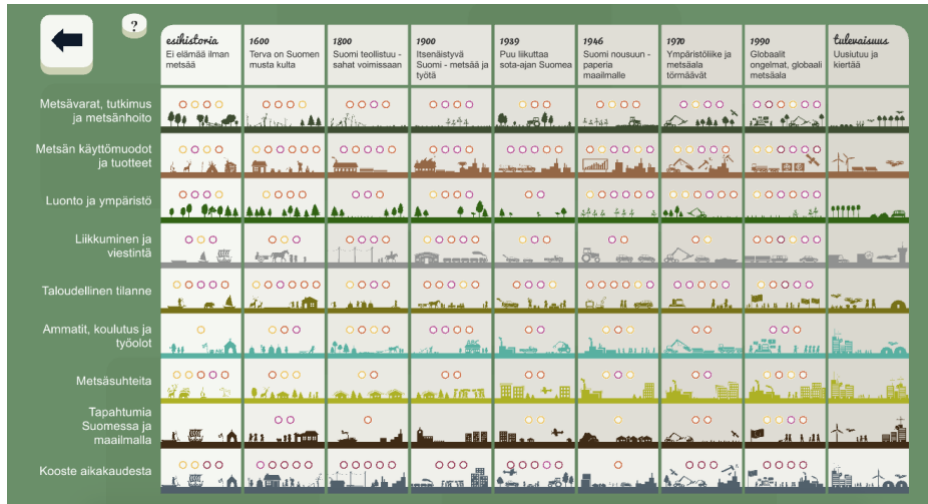 ?
esihistoria
Ei elämää ilman
metsää
1600
Terva on Suomen
musta kulta
1800
Suomi teollistuu -
sahat voimissaan
1900
Itsenäistyvä
Suomi - metsää ja
työtä
1939
Puu liikuttaa
sota-ajan Suomea
1946
Suomi nousuun -
paperia
maailmalle
1970
Ympäristöliike ja
metsäala
törmäävät
1990
Globaalit
ongelmat, globaali
metsäala
tulevaisuus
Uusiutuu ja
kiertää
Metsävarat, tutkimus
ja metsänhoito
Metsän käyttömuodot
ja tuotteet
Luonto ja ympäristö
Liikkuminen ja
viestintä
Taloudellinen tilanne
Ammatit, koulutus ja
työolot
Metsäsuhteita
Tapahtumia
Suomessa ja
maailmalla
Kooste aikakaudesta